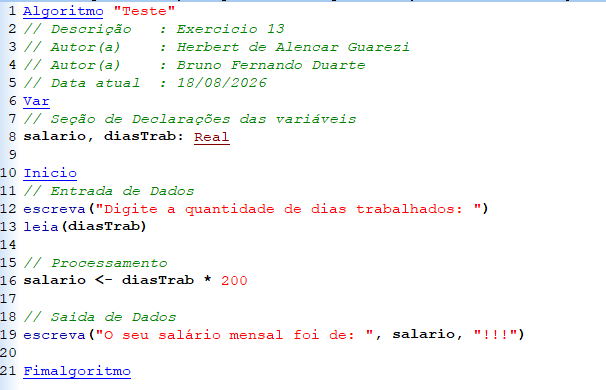 1 Algoritmo "Teste"
2 // Descrição   : Exercicio 13
3 // Autor(a)    : Herbert de Alencar Guarezi
4 // Autor(a)    : Bruno Fernando Duarte
5 // Data atual  : 18/08/2026
6 Var
7 // Seção de Declarações das variáveis
8 salario, diasTrab: Real
9
10 Inicio
11 // Entrada de Dados
12 escreva("Digite a quantidade de dias trabalhados: ")
13 leia(diasTrab)
14
15 // Processamento
16 salario <- diasTrab * 200
17
18 // Saida de Dados
19 escreva("O seu salário mensal foi de: ", salario, "!!!")
20
21 Fimalgoritmo